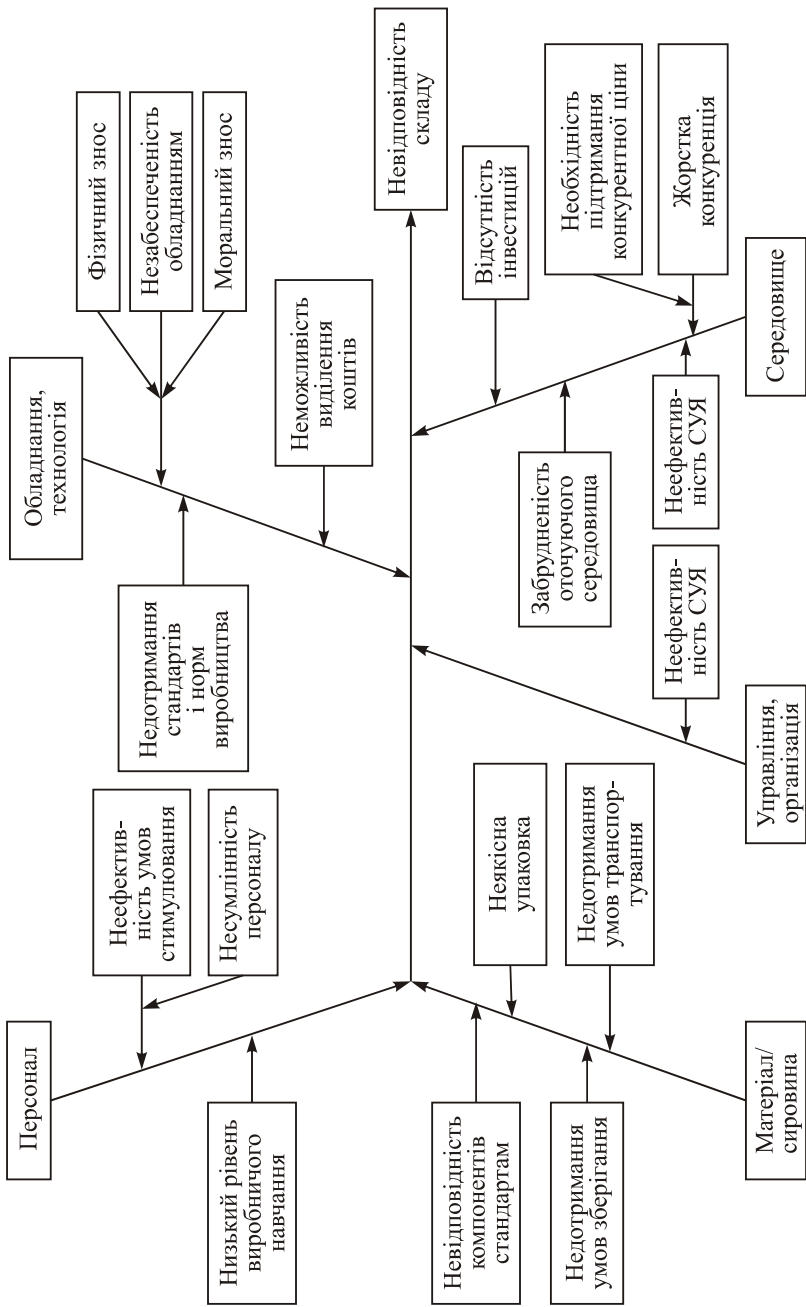 Персонал
Обладнання,
технологія
Неефектив-
ність умов
стимулювання
Несумлінність
персоналу
Низький рівень
виробничого
навчання
Фізичний знос
Незабеспеченість
обладнанням
Моральний знос
Недотримання
стандартів
і норм
виробництва
Неможливість
виділення
коштів
Невідповідність
складу
Невідповідність
компонентів
стандартам
Неякісна
упаковка
Недотримання
умов зберігання
Недотримання
умов транспор-
тування
Матеріал/
сировина
Неефектив-
ність СУЯ
Управління,
організація
Відсутність
інвестицій
Забрудненість
оточуючого
середовища
Необхідність
підтримання
конкурентної ціни
Жорстка
конкуренція
Неефектив-
ність СУЯ
Середовище